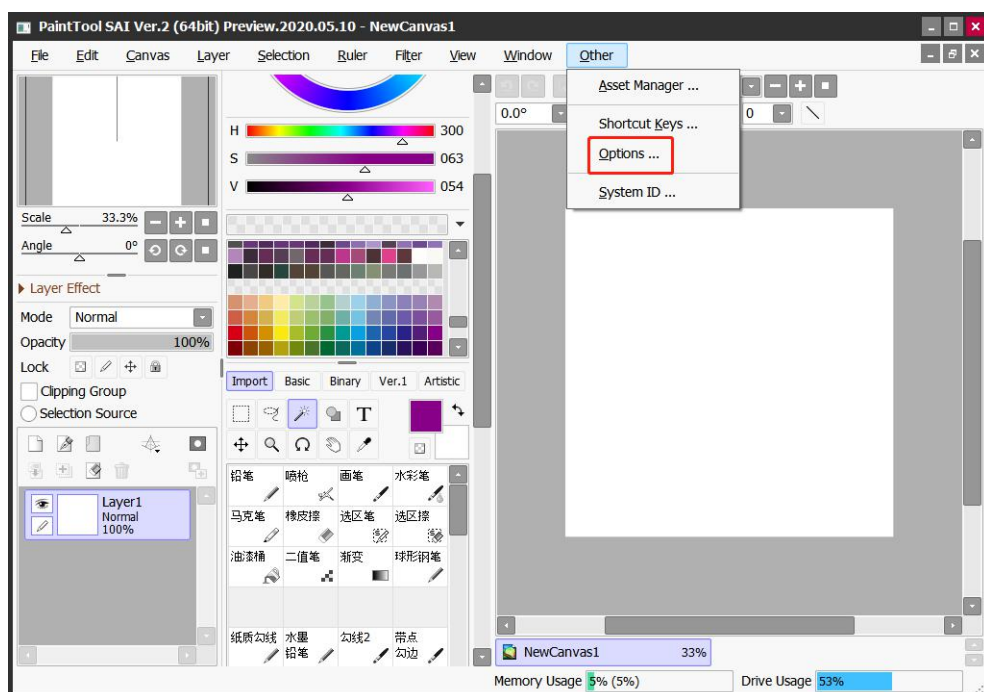 PaintTool SAI Ver.2 (64bit) Preview.2020.05.10 - NewCanvas1
File Edit Canvas Layer Selection Ruler Filter View Window Other
Asset Manager ...
Shortcut Keys ...
Options ...
System ID ...
0.0° 0
H 300
S 063
V 054
Scale 33.3%
Angle 0°
Layer Effect
Mode Normal
Opacity 100%
Lock
Clipping Group
Selection Source
Layer1
Normal
100%
Import Basic Binary Ver.1 Artistic
T
铅笔 喷枪 画笔 水彩笔
马克笔 橡皮擦 选区笔 选区擦
油漆桶 二值笔 渐变 球形钢笔
纸质勾线 水墨铅笔 勾线2 带点勾边
NewCanvas1 33%
Memory Usage 5% (5%) Drive Usage 53%